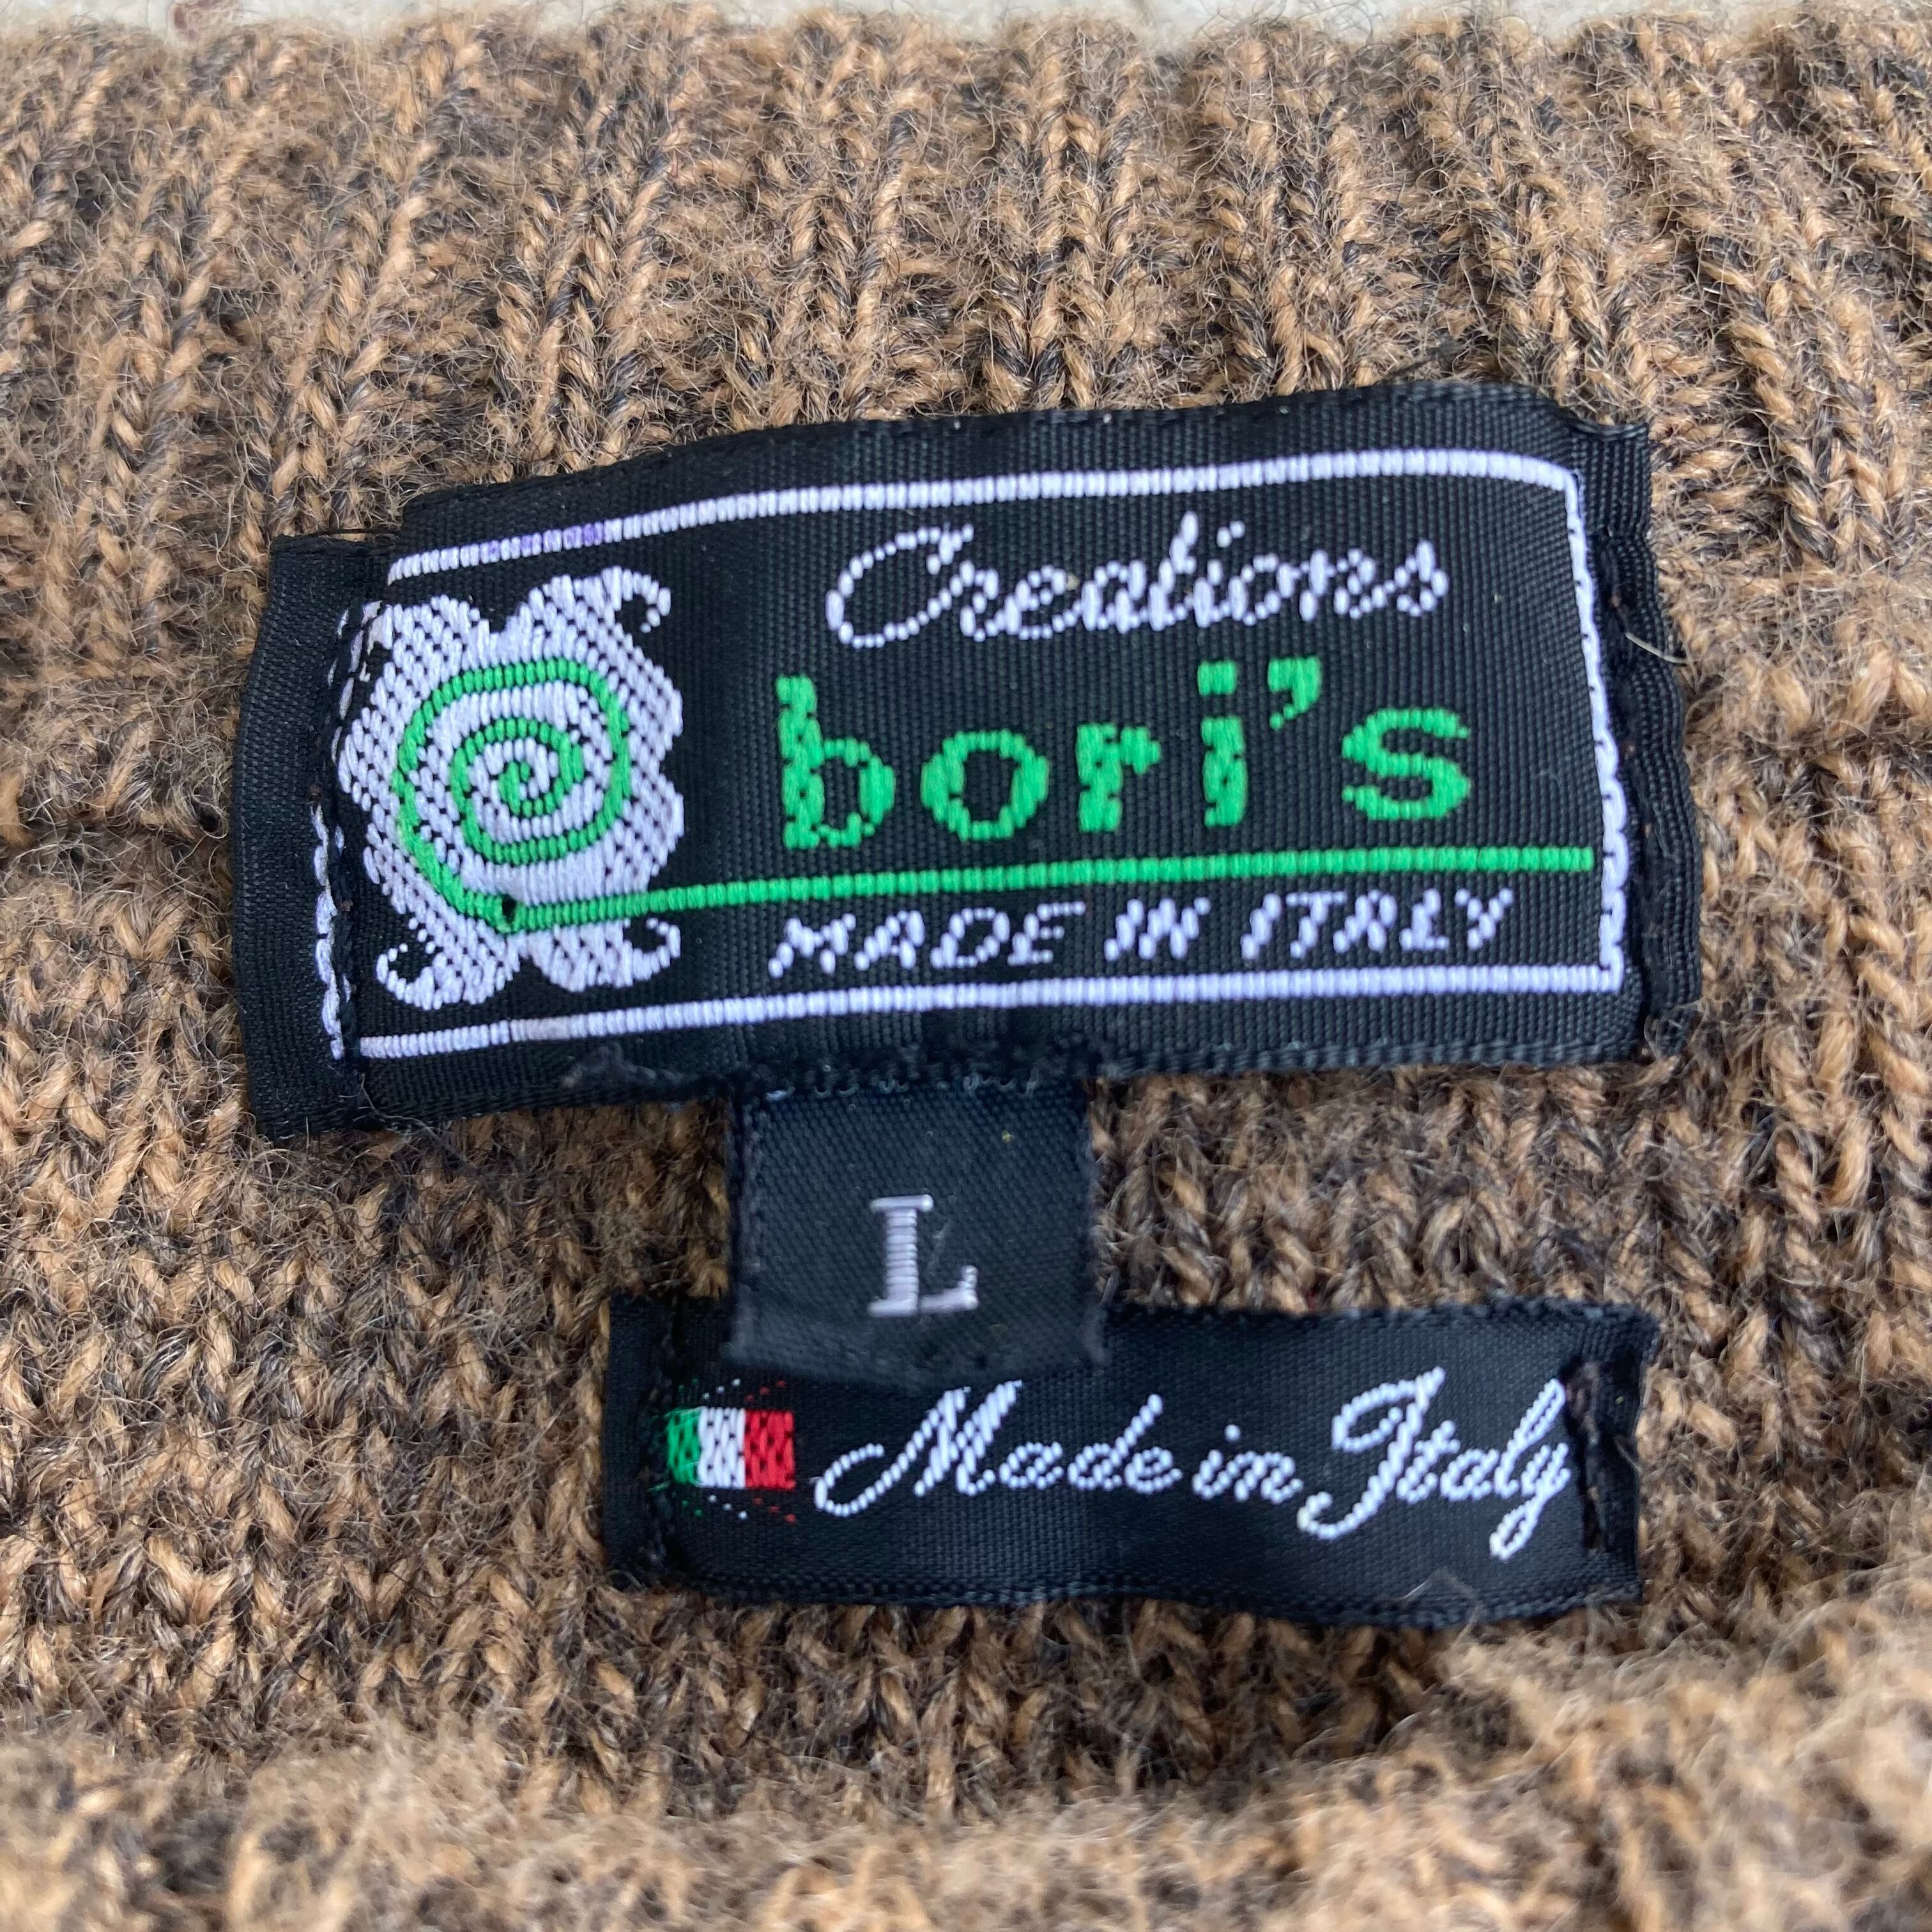 Creations
bori's
MADE IN ITALY
L
Made in Italy